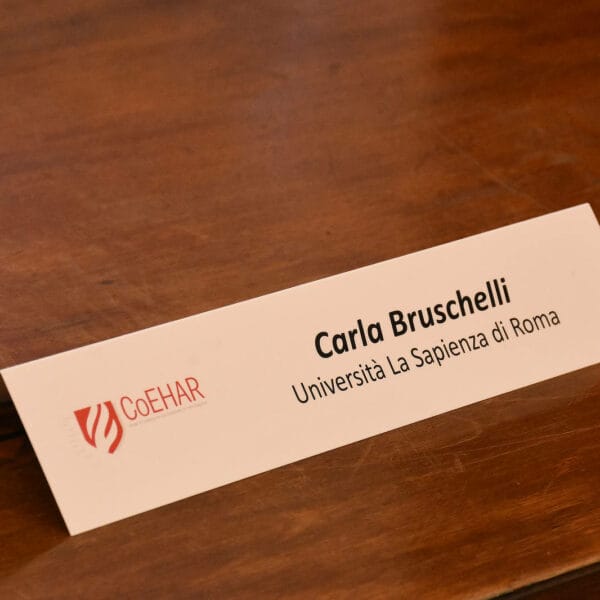 Carla Bruschelli
Università La Sapienza di Roma
CoEHAR